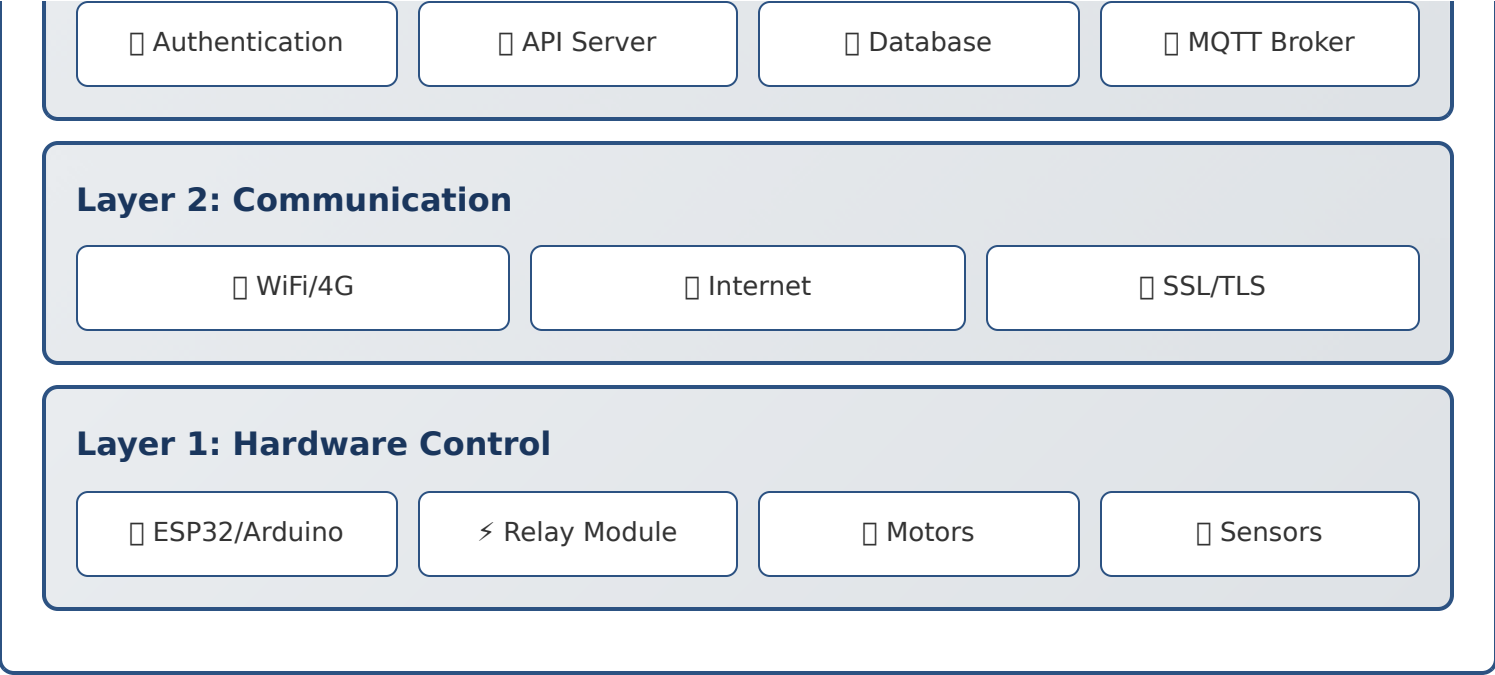 Authentication
API Server
Database
MQTT Broker
Layer 2: Communication
WiFi/4G
Internet
SSL/TLS
Layer 1: Hardware Control
ESP32/Arduino
⚡ Relay Module
Motors
Sensors